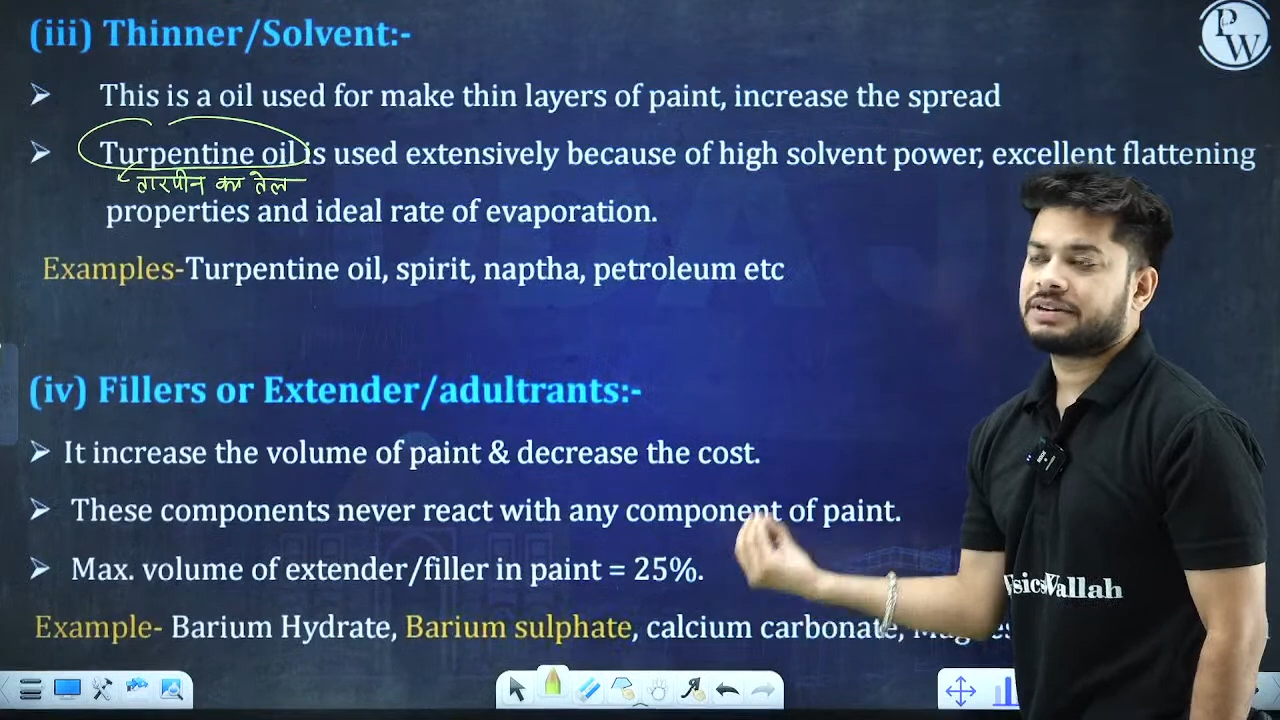 (iii) Thinner/Solvent:-
PW
➢ This is a oil used for make thin layers of paint, increase the spread
➢ Turpentine oil is used extensively because of high solvent power, excellent flattening
तारपीन का तेल
properties and ideal rate of evaporation.
Examples-Turpentine oil, spirit, naptha, petroleum etc
(iv) Fillers or Extender/adultrants:-
➢ It increase the volume of paint & decrease the cost.
➢ These components never react with any component of paint.
➢ Max. volume of extender/filler in paint = 25%.
Example- Barium Hydrate, Barium sulphate, calcium carbonate,